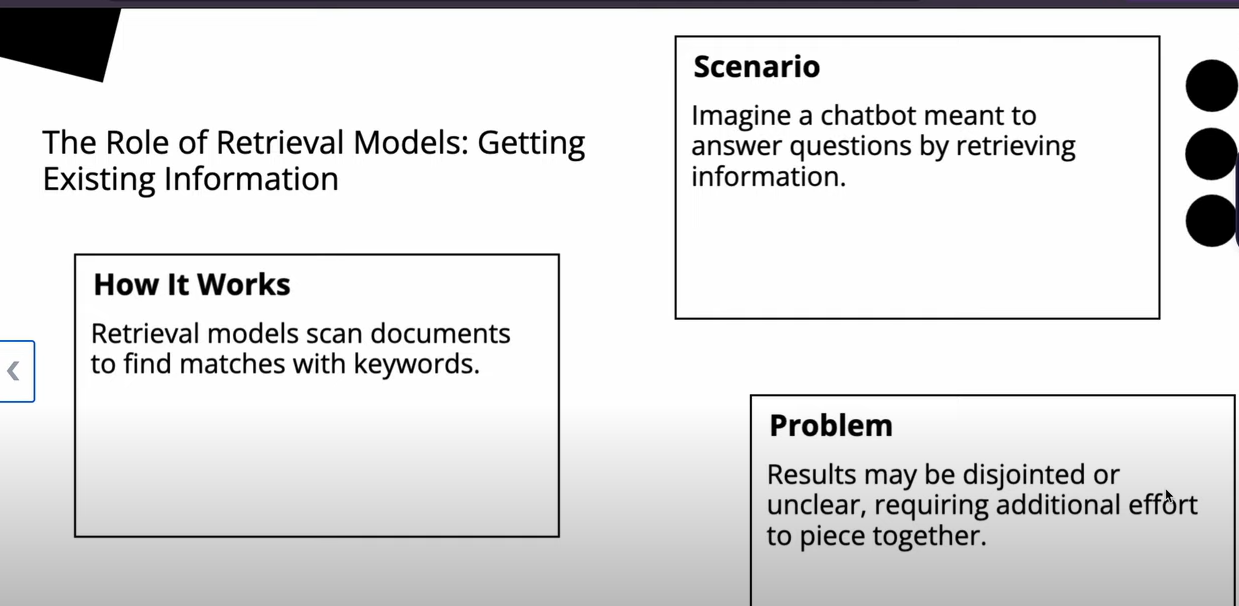 The Role of Retrieval Models: Getting
Existing Information
How It Works
Retrieval models scan documents
to find matches with keywords.
Scenario
Imagine a chatbot meant to
answer questions by retrieving
information.
Problem
Results may be disjointed or
unclear, requiring additional effort
to piece together.